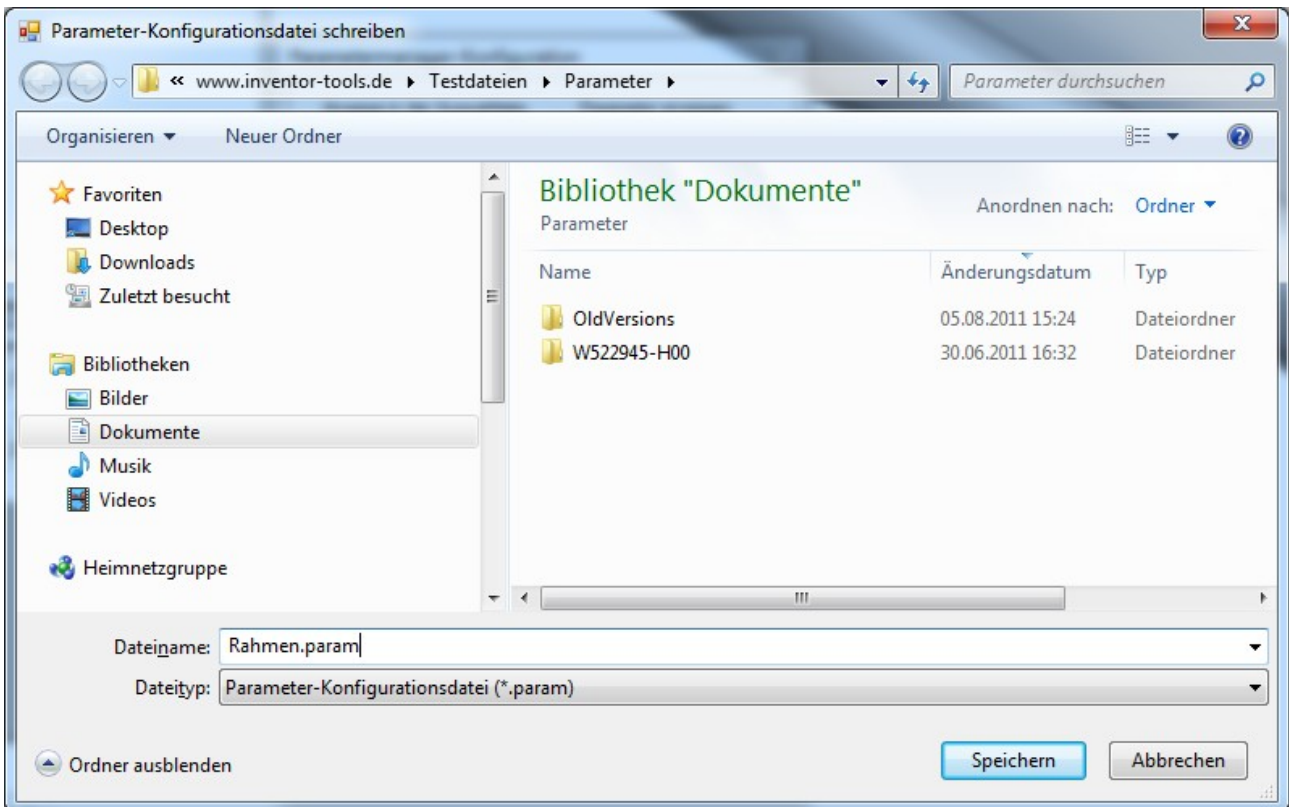 Parameter-Konfigurationsdatei schreiben
« www.inventor-tools.de ▸ Testdateien ▸ Parameter ▸
Parameter durchsuchen
Organisieren
Neuer Ordner
Favoriten
Desktop
Downloads
Zuletzt besucht
Bibliotheken
Bilder
Dokumente
Musik
Videos
Heimnetzgruppe
Bibliothek "Dokumente"
Parameter
Anordnen nach: Ordner
Name Änderungsdatum Typ
OldVersions 05.08.2011 15:24 Dateiordner
W522945-H00 30.06.2011 16:32 Dateiordner
Dateiname: Rahmen.param
Dateityp: Parameter-Konfigurationsdatei (*.param)
Ordner ausblenden
Speichern
Abbrechen